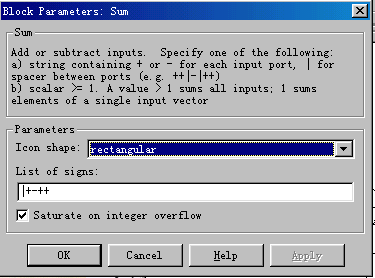 Block Parameters: Sum
Sum
Add or subtract inputs. Specify one of the following:
a) string containing + or - for each input port, | for
spacer between ports (e.g. ++|-|++)
b) scalar >= 1. A value > 1 sums all inputs; 1 sums
elements of a single input vector
Parameters
Icon shape: rectangular
List of signs:
|+-++
Saturate on integer overflow
OK Cancel Help Apply